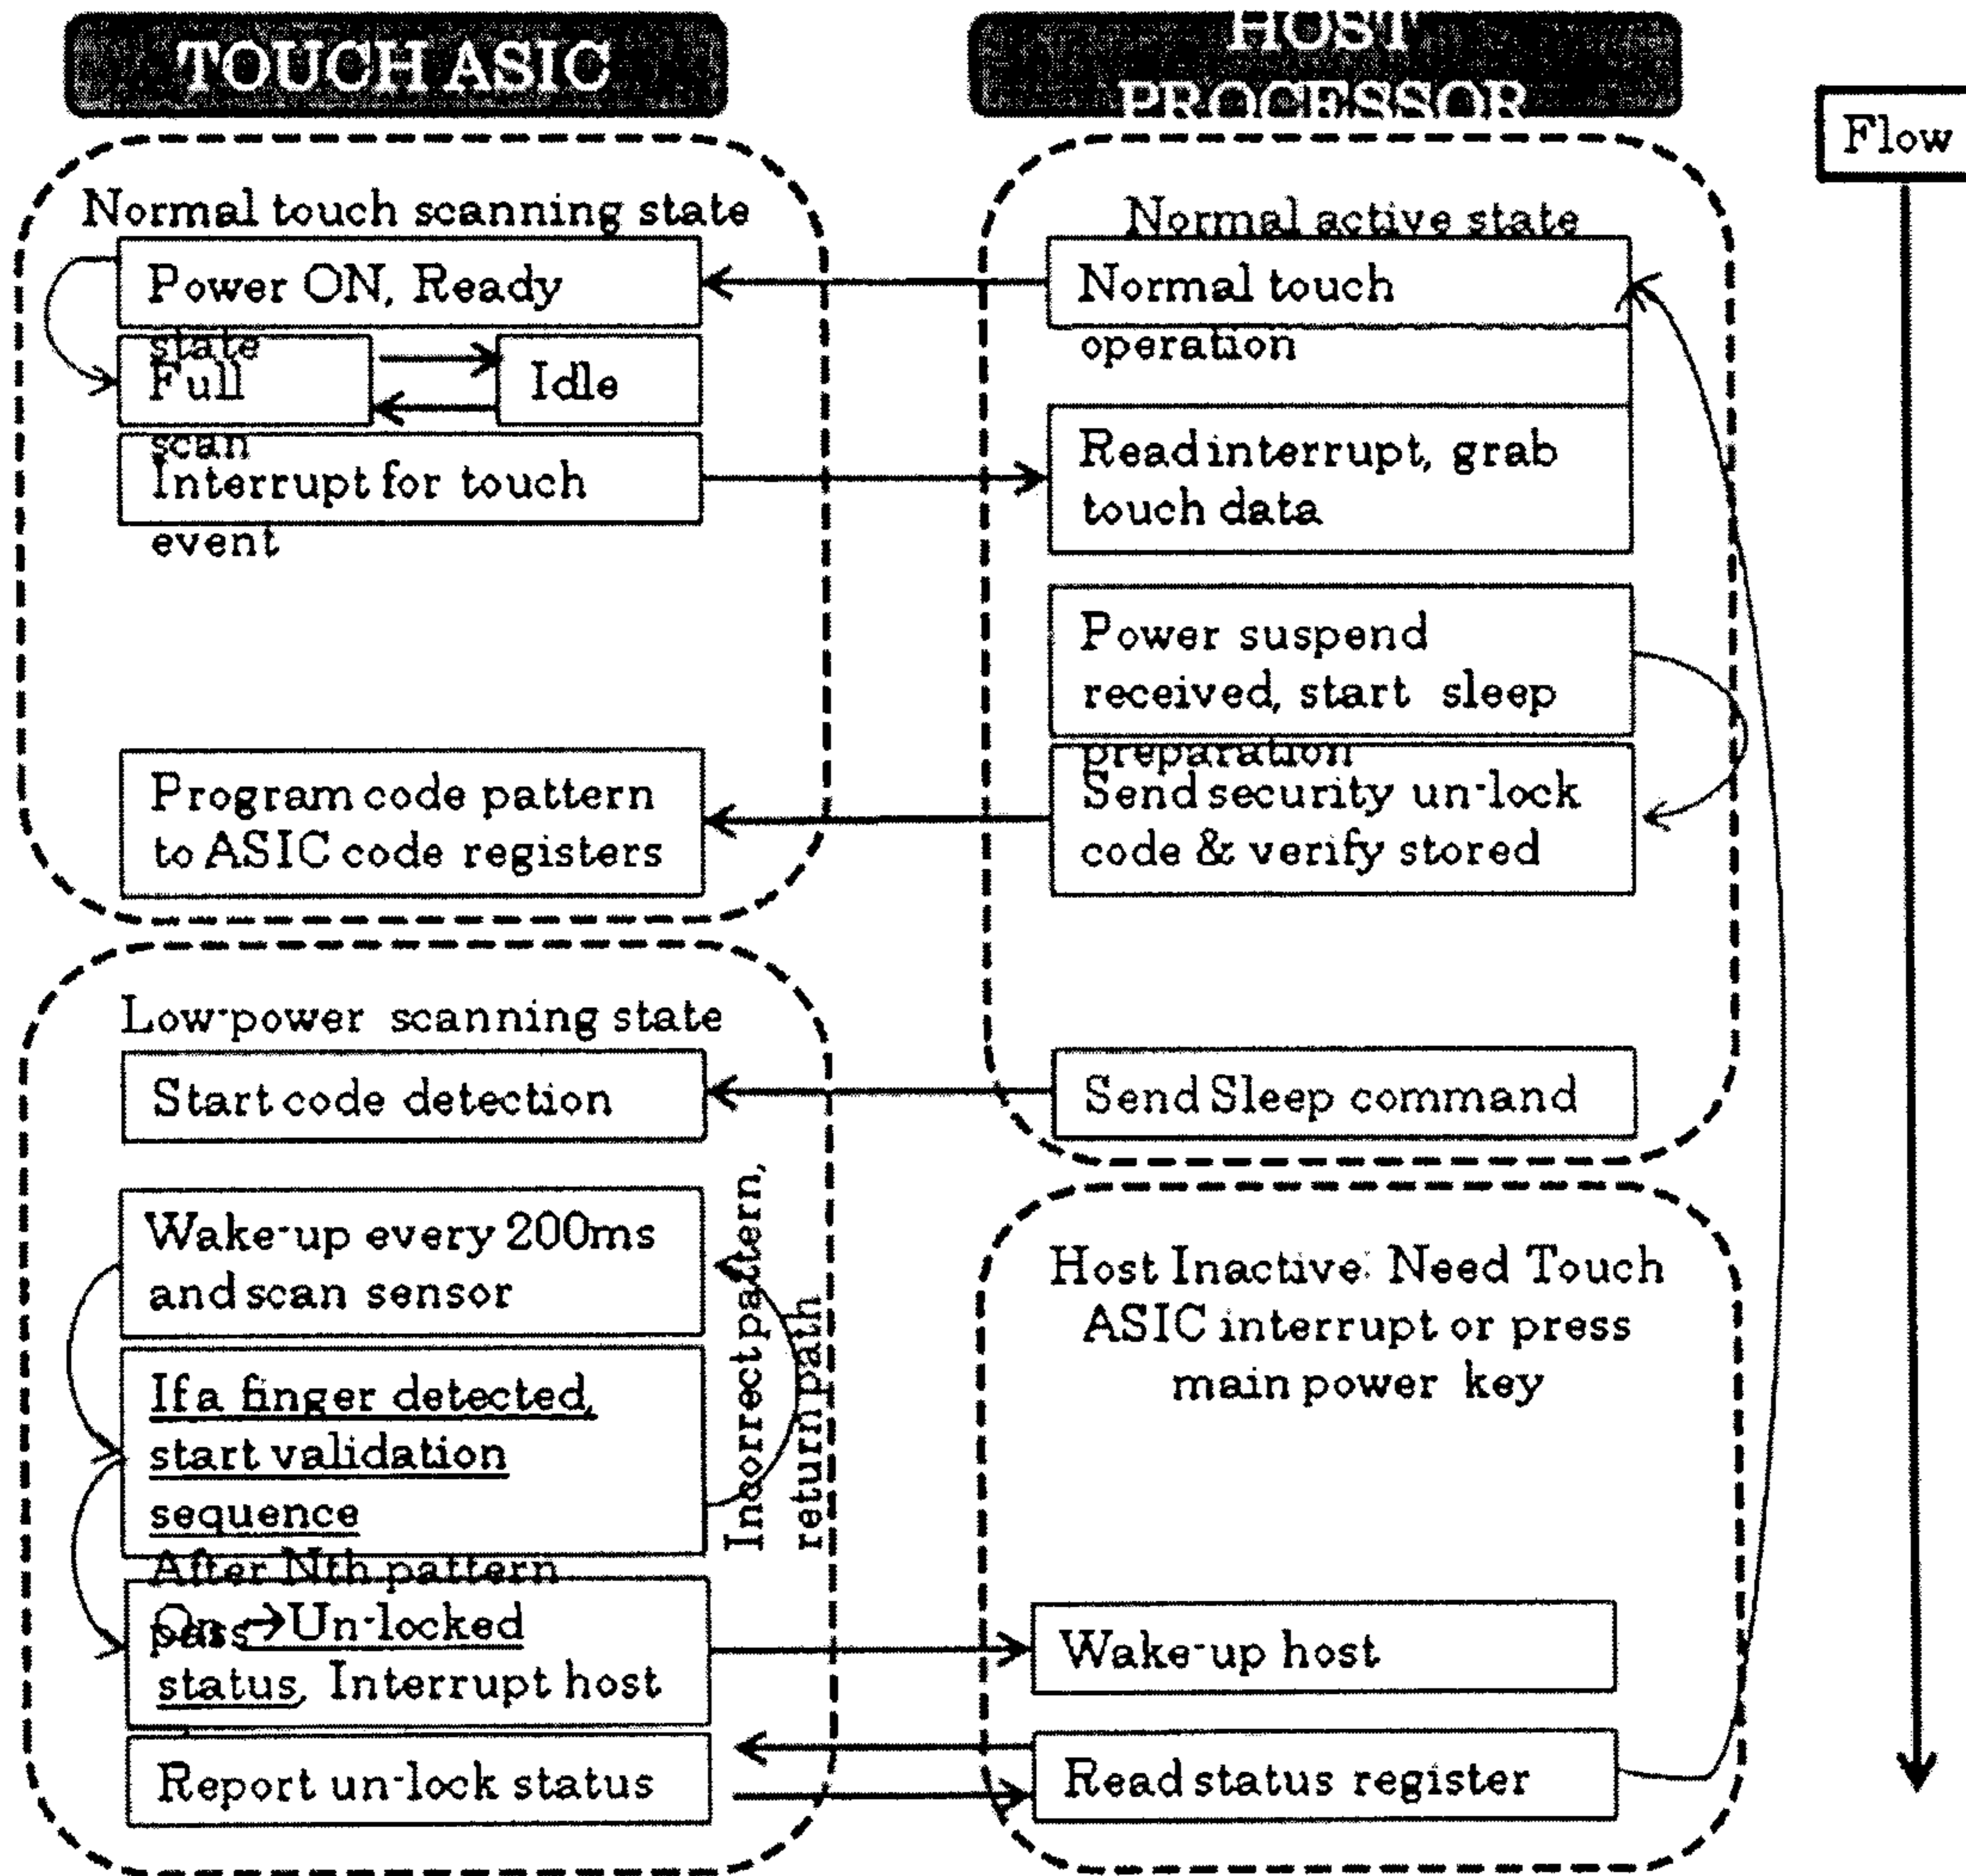 TOUCH ASIC
HOST
PROCESSOR
Flow
Normal touch scanning state
Power ON, Ready
state
Full
scan
Idle
Interrupt for touch
event
Program code pattern
to ASIC code registers
Normal active state
Normal touch
operation
Read interrupt, grab
touch data
Power suspend
received, start sleep
preparation
Send security un-lock
code & verify stored
Send Sleep command
Low-power scanning state
Start code detection
Wake-up every 200ms
and scan sensor
If a finger detected,
start validation
sequence
After Nth pattern
pass
On →Un-locked
status, Interrupt host
Report un-lock status
Incorrect pattern,
return path
Host Inactive: Need Touch
ASIC interrupt or press
main power key
Wake-up host
Read status register